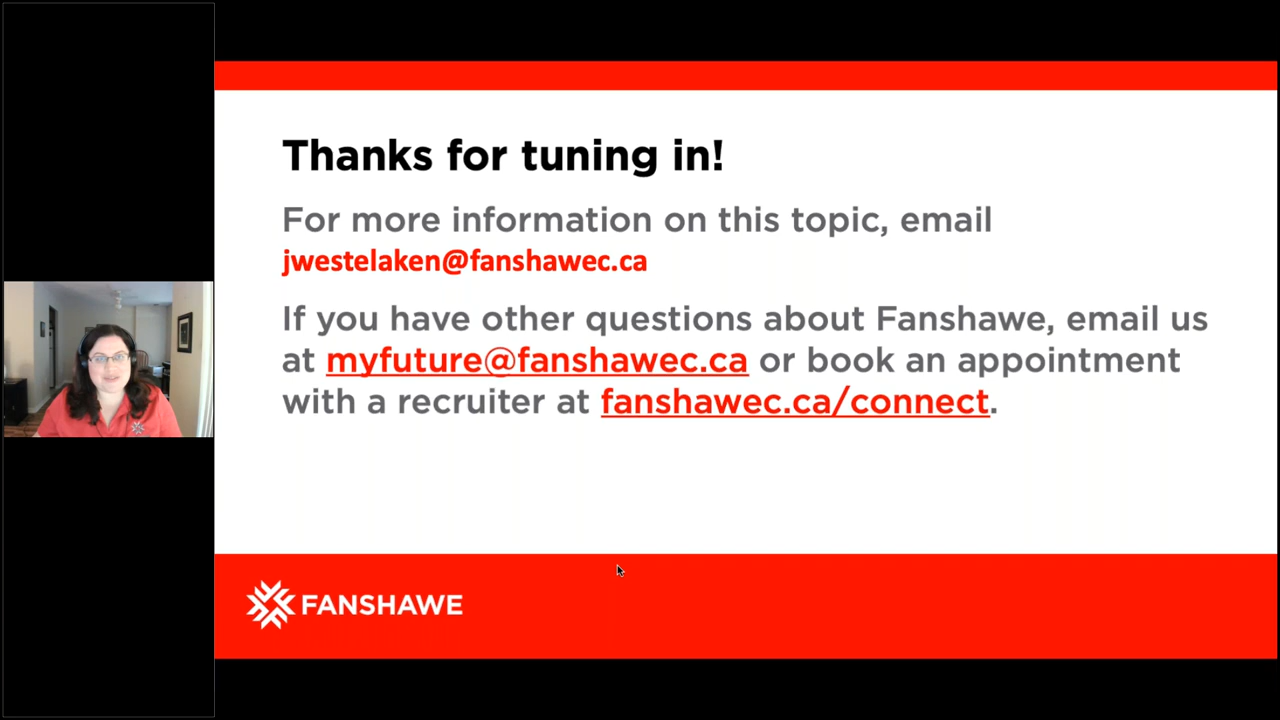 Thanks for tuning in!
For more information on this topic, email
jwestelaken@fanshawec.ca
If you have other questions about Fanshawe, email us
at myfuture@fanshawec.ca or book an appointment
with a recruiter at fanshawec.ca/connect.
FANSHAWE